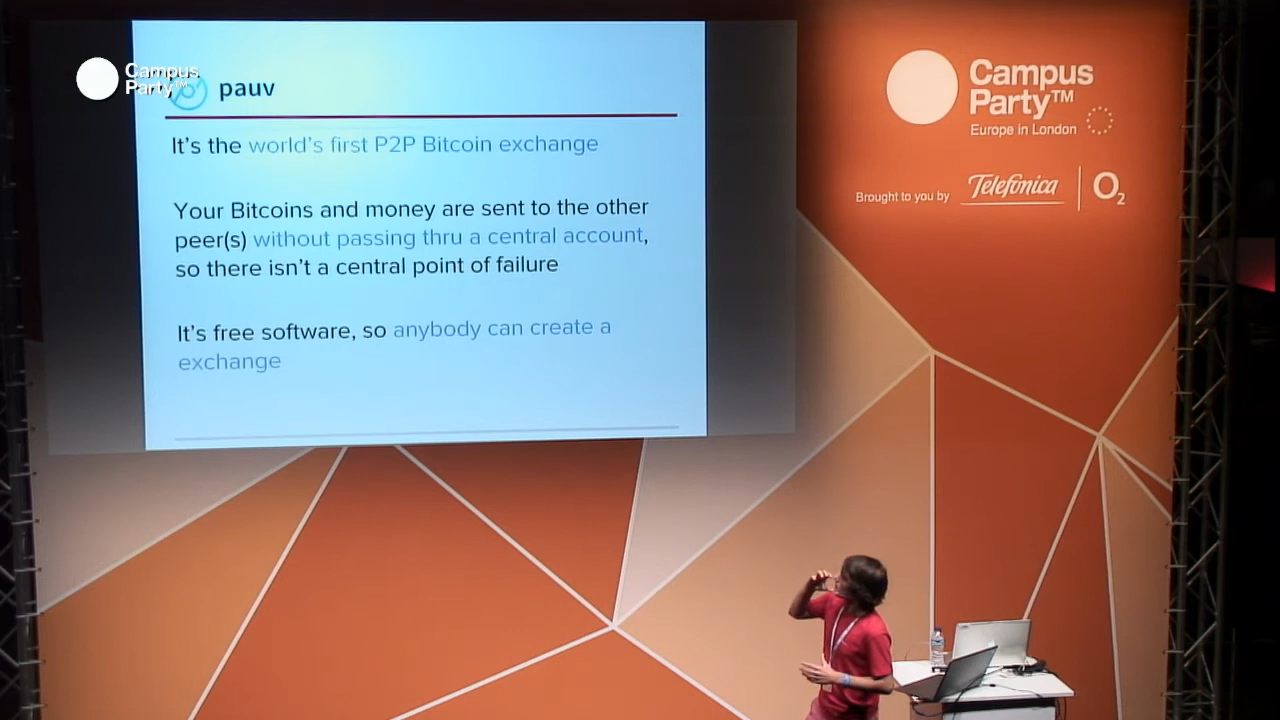 Campus
Party™
pauv
It's the world's first P2P Bitcoin exchange
Your Bitcoins and money are sent to the other
peer(s) without passing thru a central account,
so there isn't a central point of failure
It's free software, so anybody can create a
exchange
Campus
Party™
Europe in London
Brought to you by
Telefónica
O2